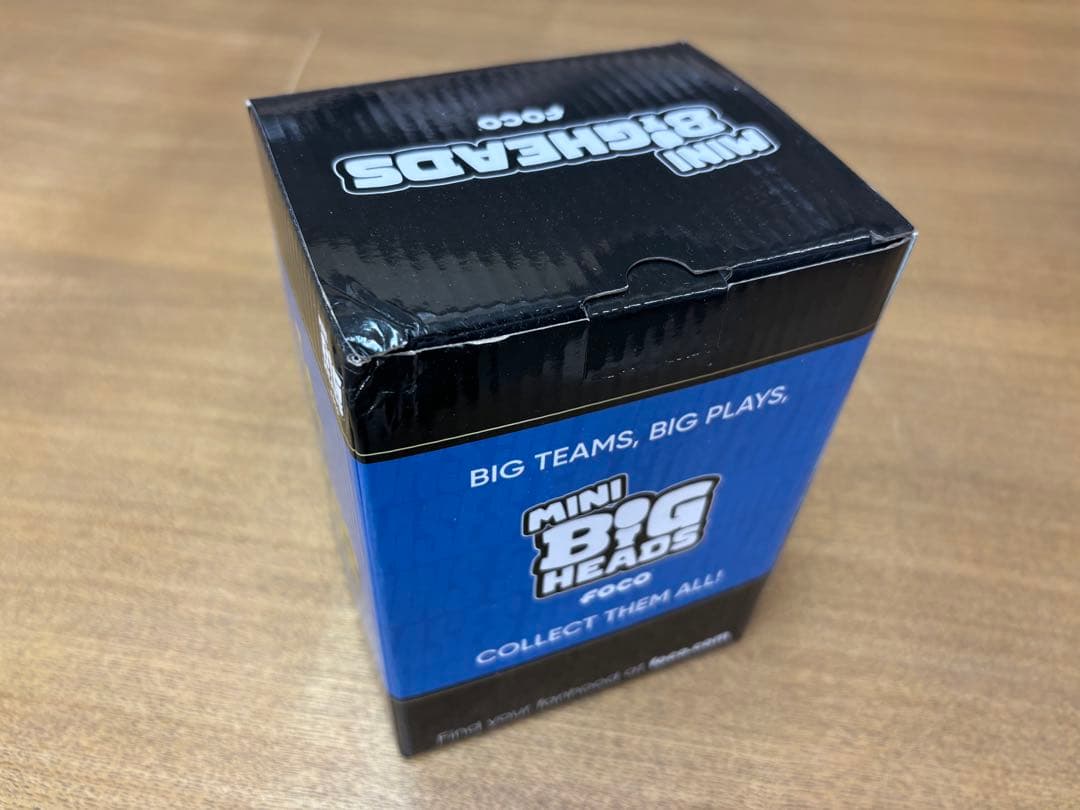 MINI
BIGHEADS
FOCO
BIG TEAMS, BIG PLAYS,
MINI
BIG
HEADS
FOCO
COLLECT THEM ALL!
Find your fanhood at foco.com